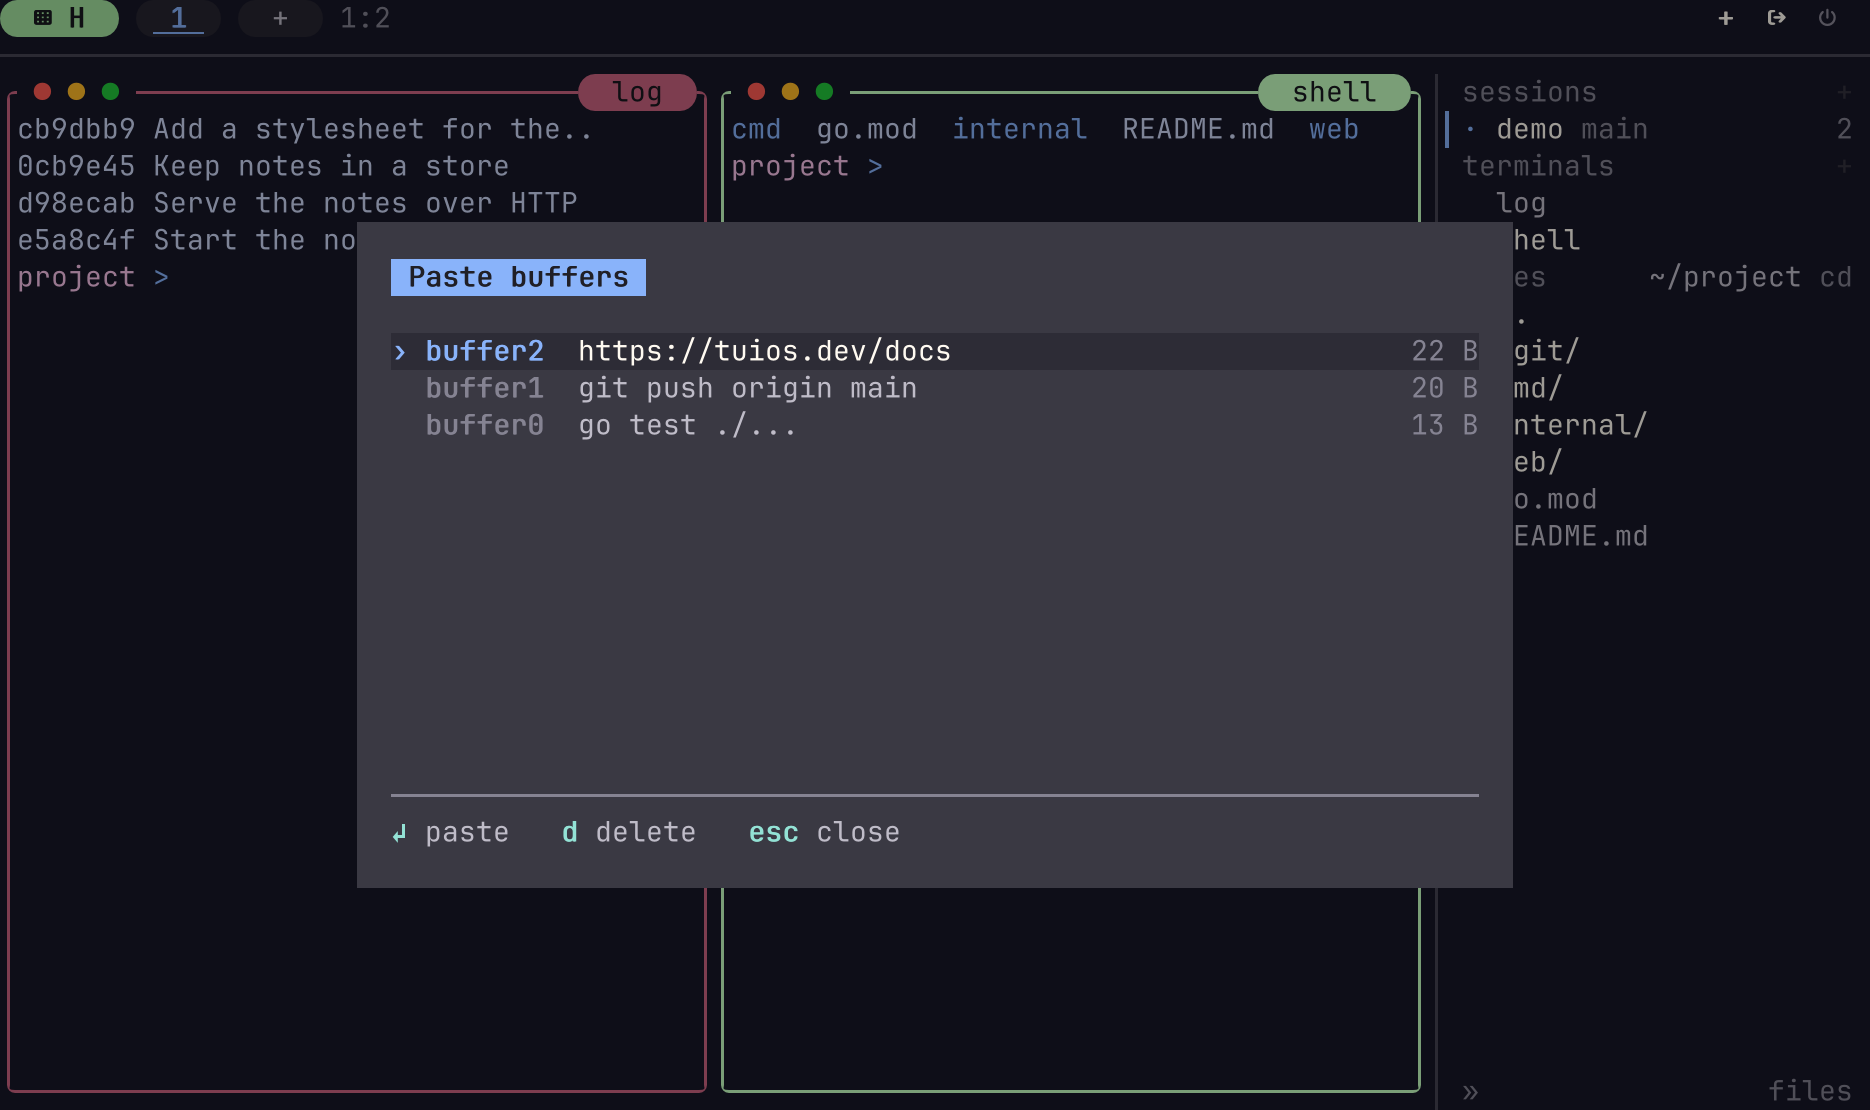 H 1 + 1:2 +
log
cb9dbb9 Add a stylesheet for the..
0cb9e45 Keep notes in a store
d98ecab Serve the notes over HTTP
e5a8c4f Start the no
project >
shell
cmd go.mod internal README.md web
project >
sessions +
· demo main 2
terminals +
log
hell
es ~/project cd
.
git/
md/
nternal/
eb/
o.mod
EADME.md
» files
Paste buffers
› buffer2 https://tuios.dev/docs 22 B
buffer1 git push origin main 20 B
buffer0 go test ./... 13 B
↲ paste d delete esc close